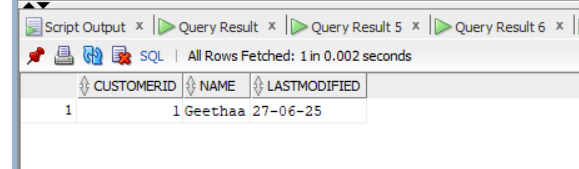 Script Output x Query Result x Query Result 5 x Query Result 6 x
SQL | All Rows Fetched: 1 in 0.002 seconds
CUSTOMERID NAME LASTMODIFIED
1 1 Geethaa 27-06-25